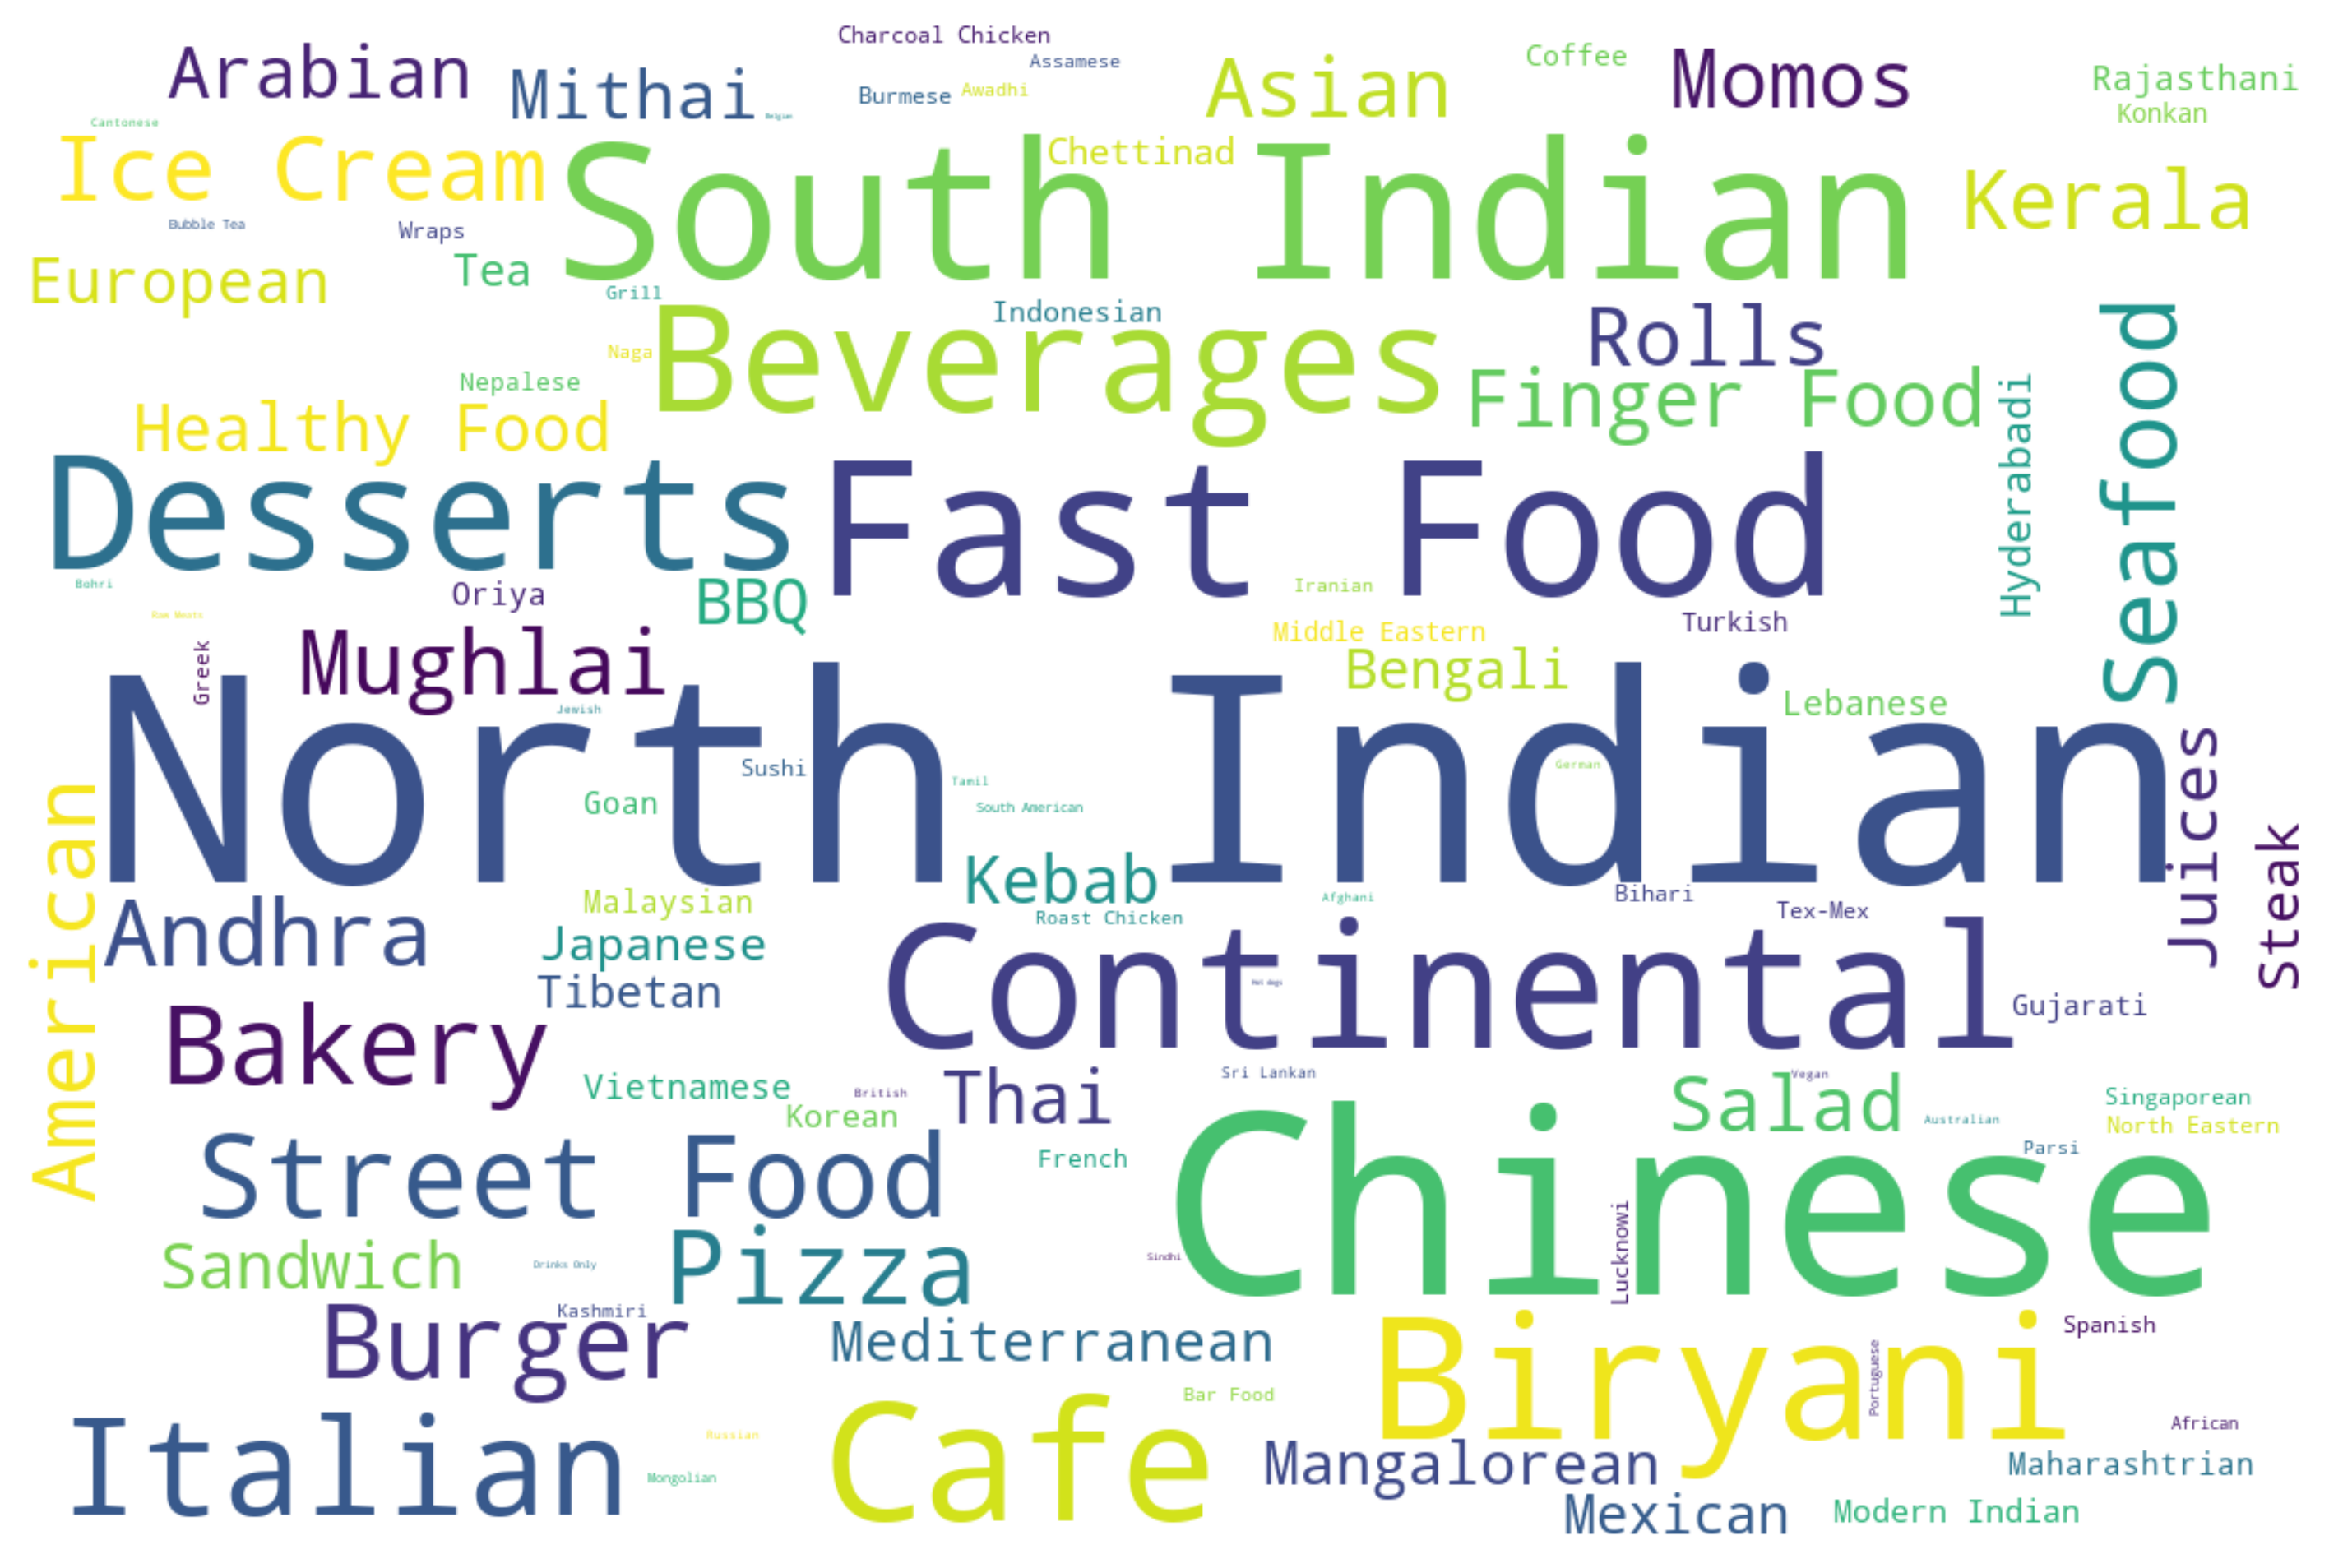 Charcoal Chicken
Arabian
Mithai
Assamese
Asian
Coffee
Momos
Rajasthani
Burmese
Awadhi
Konkan
Cantonese
Belgian
Ice Cream
South Indian
Chettinad
Kerala
Bubble Tea
Wraps
European
Tea
Grill
Indonesian
Beverages
Rolls
Seafood
Naga
Nepalese
Finger Food
Hyderabadi
Healthy Food
Desserts
Fast Food
Bohri
Oriya
BBQ
Iranian
Raw Meats
Turkish
Middle Eastern
Greek
Mughlai
Bengali
Lebanese
Jewish
North Indian
Sushi
German
Tamil
Goan
South American
Juices
American
Steak
Kebab
Andhra
Malaysian
Afghani
Bihari
Tex-Mex
Roast Chicken
Japanese
Continental
Tibetan
Hot dogs
Gujarati
Bakery
Vietnamese
British
Thai
Sri Lankan
Vegan
Salad
Singaporean
Korean
Australian
North Eastern
Street Food
French
Chinese
Parsi
Lucknowi
Sandwich
Drinks Only
Pizza
Sindhi
Kashmiri
Burger
Mediterranean
Biryani
Spanish
Portuguese
Bar Food
Italian
Russian
Cafe
African
Mongolian
Mangalorean
Maharashtrian
Mexican
Modern Indian